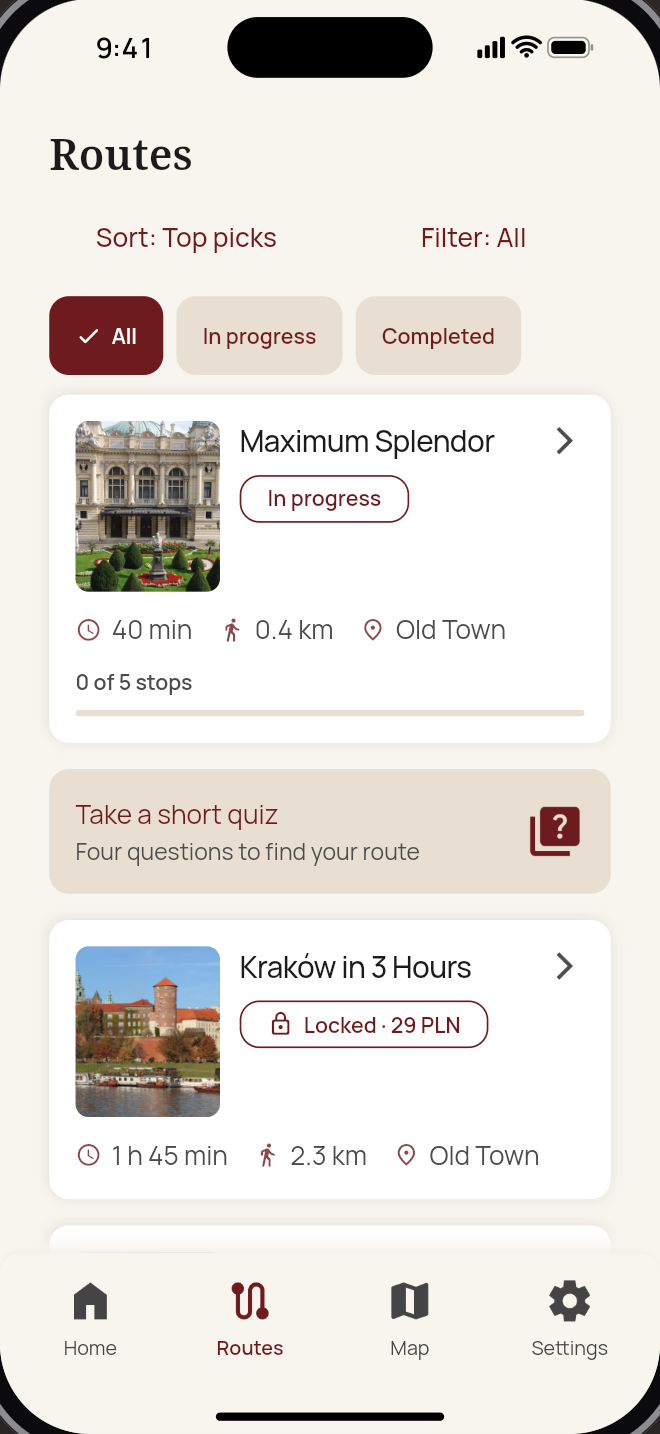 9:41
Routes
Sort: Top picks
Filter: All
All
In progress
Completed
Maximum Splendor
In progress
40 min
0.4 km
Old Town
0 of 5 stops
Take a short quiz
Four questions to find your route
?
Kraków in 3 Hours
Locked · 29 PLN
1 h 45 min
2.3 km
Old Town
Home
Routes
Map
Settings